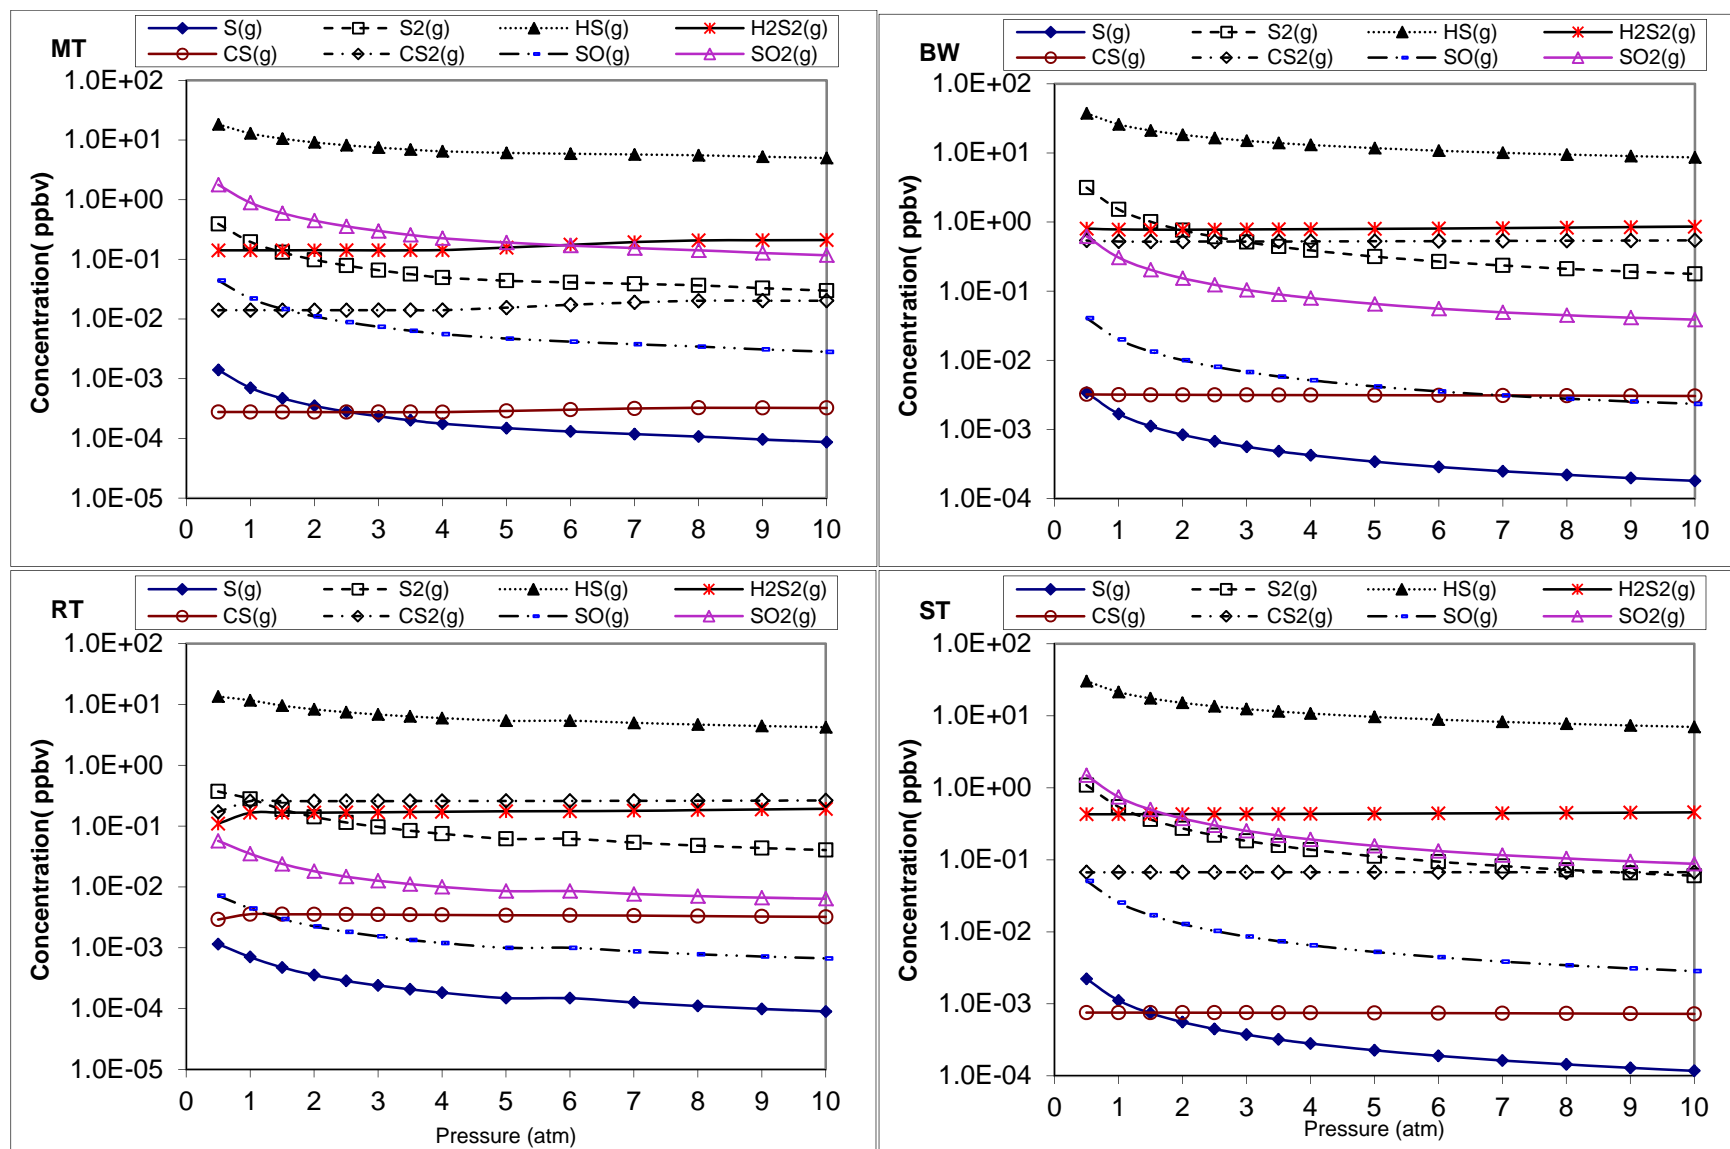 S(g) S2(g) HS(g) H2S2(g)
MT
CS(g) CS2(g) SO(g) SO2(g)
Concentration( ppbv)
1.0E+02
1.0E+01
1.0E+00
1.0E-01
1.0E-02
1.0E-03
1.0E-04
1.0E-05
0 1 2 3 4 5 6 7 8 9 10
S(g) S2(g) HS(g) H2S2(g)
BW
CS(g) CS2(g) SO(g) SO2(g)
Concentration( ppbv)
1.0E+02
1.0E+01
1.0E+00
1.0E-01
1.0E-02
1.0E-03
1.0E-04
0 1 2 3 4 5 6 7 8 9 10
S(g) S2(g) HS(g) H2S2(g)
RT
CS(g) CS2(g) SO(g) SO2(g)
Concentration( ppbv)
1.0E+02
1.0E+01
1.0E+00
1.0E-01
1.0E-02
1.0E-03
1.0E-04
1.0E-05
0 1 2 3 4 5 6 7 8 9 10
Pressure (atm)
S(g) S2(g) HS(g) H2S2(g)
ST
CS(g) CS2(g) SO(g) SO2(g)
Concentration( ppbv)
1.0E+02
1.0E+01
1.0E+00
1.0E-01
1.0E-02
1.0E-03
1.0E-04
0 1 2 3 4 5 6 7 8 9 10
Pressure (atm)